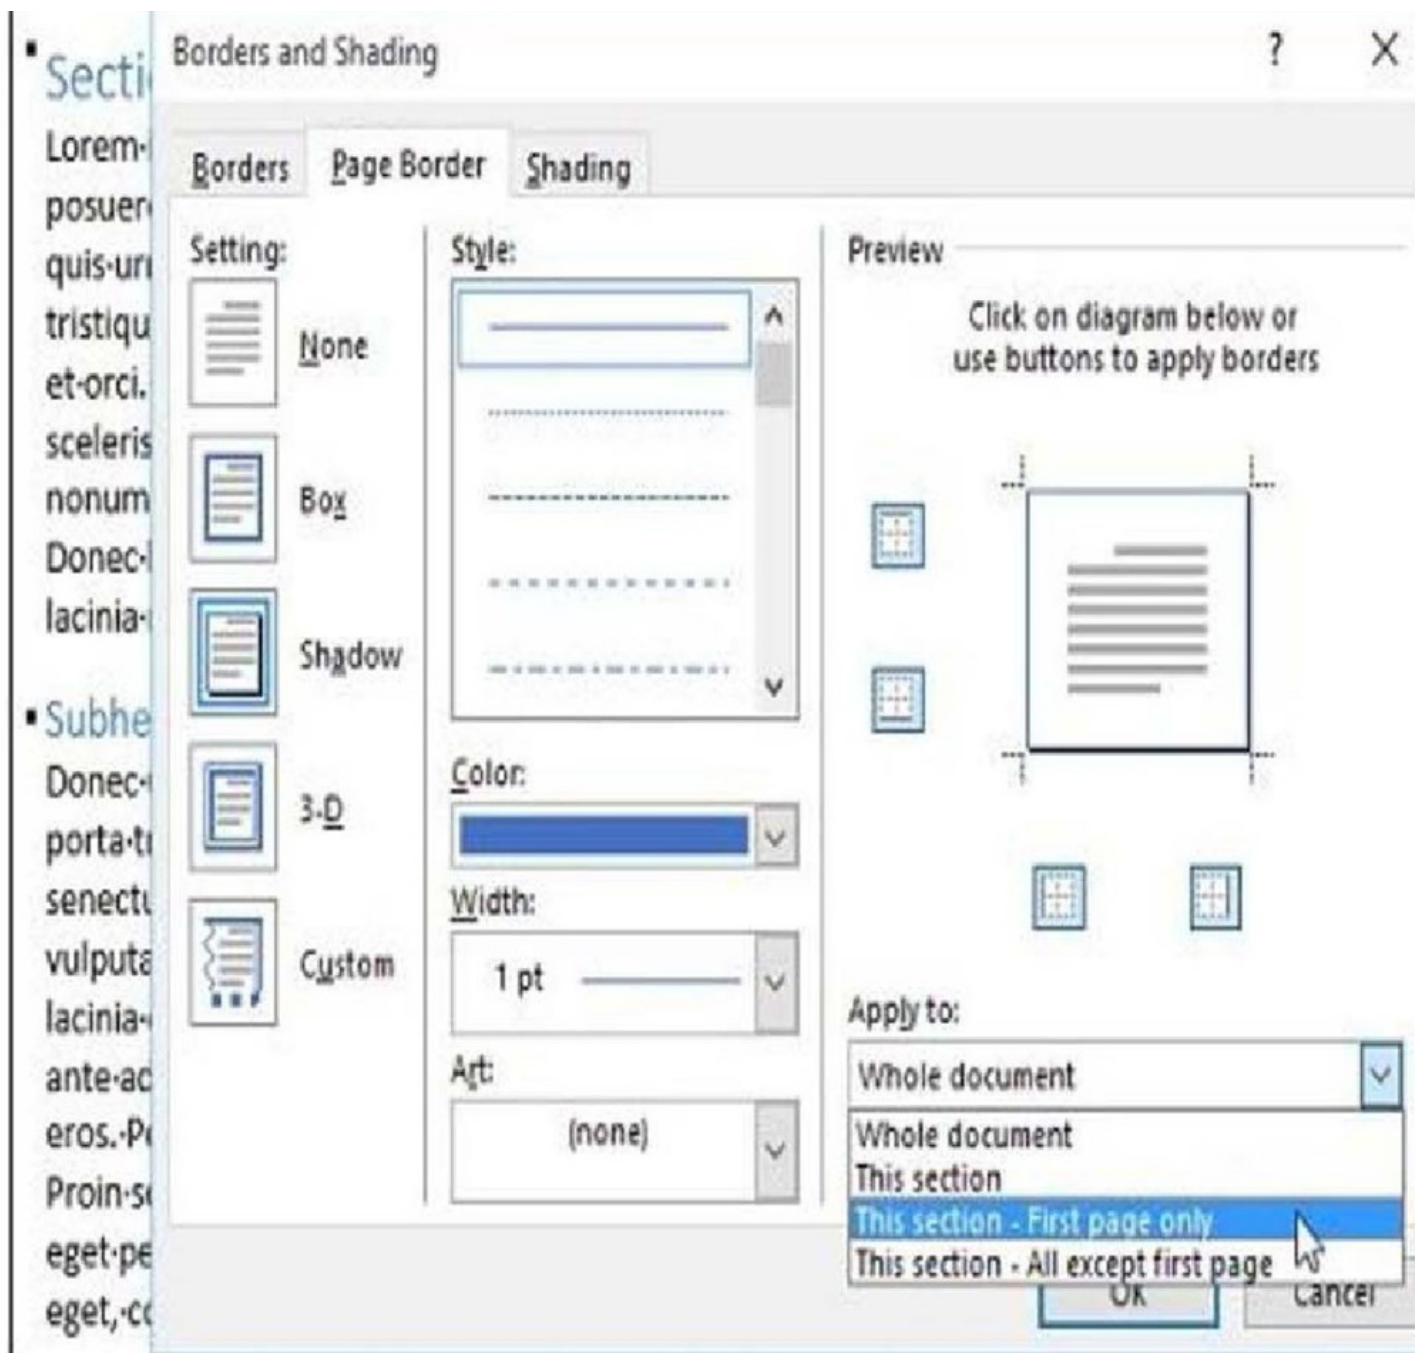 Borders and Shading
?
Borders
Page Border
Shading
Setting:
None
Box
Shadow
3-D
Custom
Style:
Color:
Width:
1 pt
Art:
(none)
Preview
Click on diagram below or
use buttons to apply borders
Apply to:
Whole document
Whole document
This section
This section - First page only
This section - All except first page
OK
Cancel
Secti
Lorem·
posuer
quis·ur
tristiqu
et·orci.
sceleris
nonum
Donec·
lacinia·
Subhe
Donec·
porta·t
senectu
vulputa
lacinia·
ante·ac
eros.·P
Proin·s
eget·pe
eget,·co